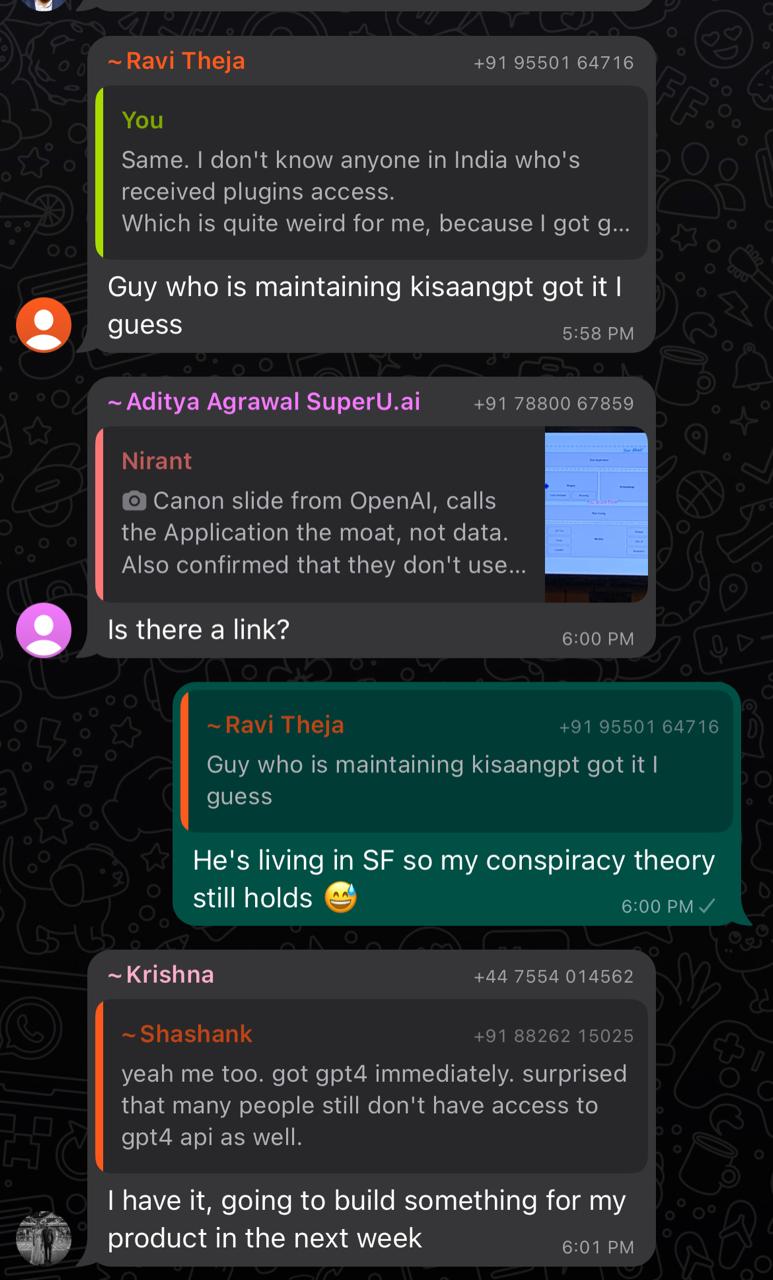 ~Ravi Theja +91 95501 64716
You
Same. I don't know anyone in India who's
received plugins access.
Which is quite weird for me, because I got g...
Guy who is maintaining kisaangpt got it I
guess
5:58 PM
~Aditya Agrawal SuperU.ai +91 78800 67859
Nirant
Canon slide from OpenAI, calls
the Application the moat, not data.
Also confirmed that they don't use...
Is there a link?
6:00 PM
~Ravi Theja +91 95501 64716
Guy who is maintaining kisaangpt got it I
guess
He's living in SF so my conspiracy theory
still holds 😅
6:00 PM
~Krishna +44 7554 014562
~Shashank +91 88262 15025
yeah me too. got gpt4 immediately. surprised
that many people still don't have access to
gpt4 api as well.
I have it, going to build something for my
product in the next week
6:01 PM